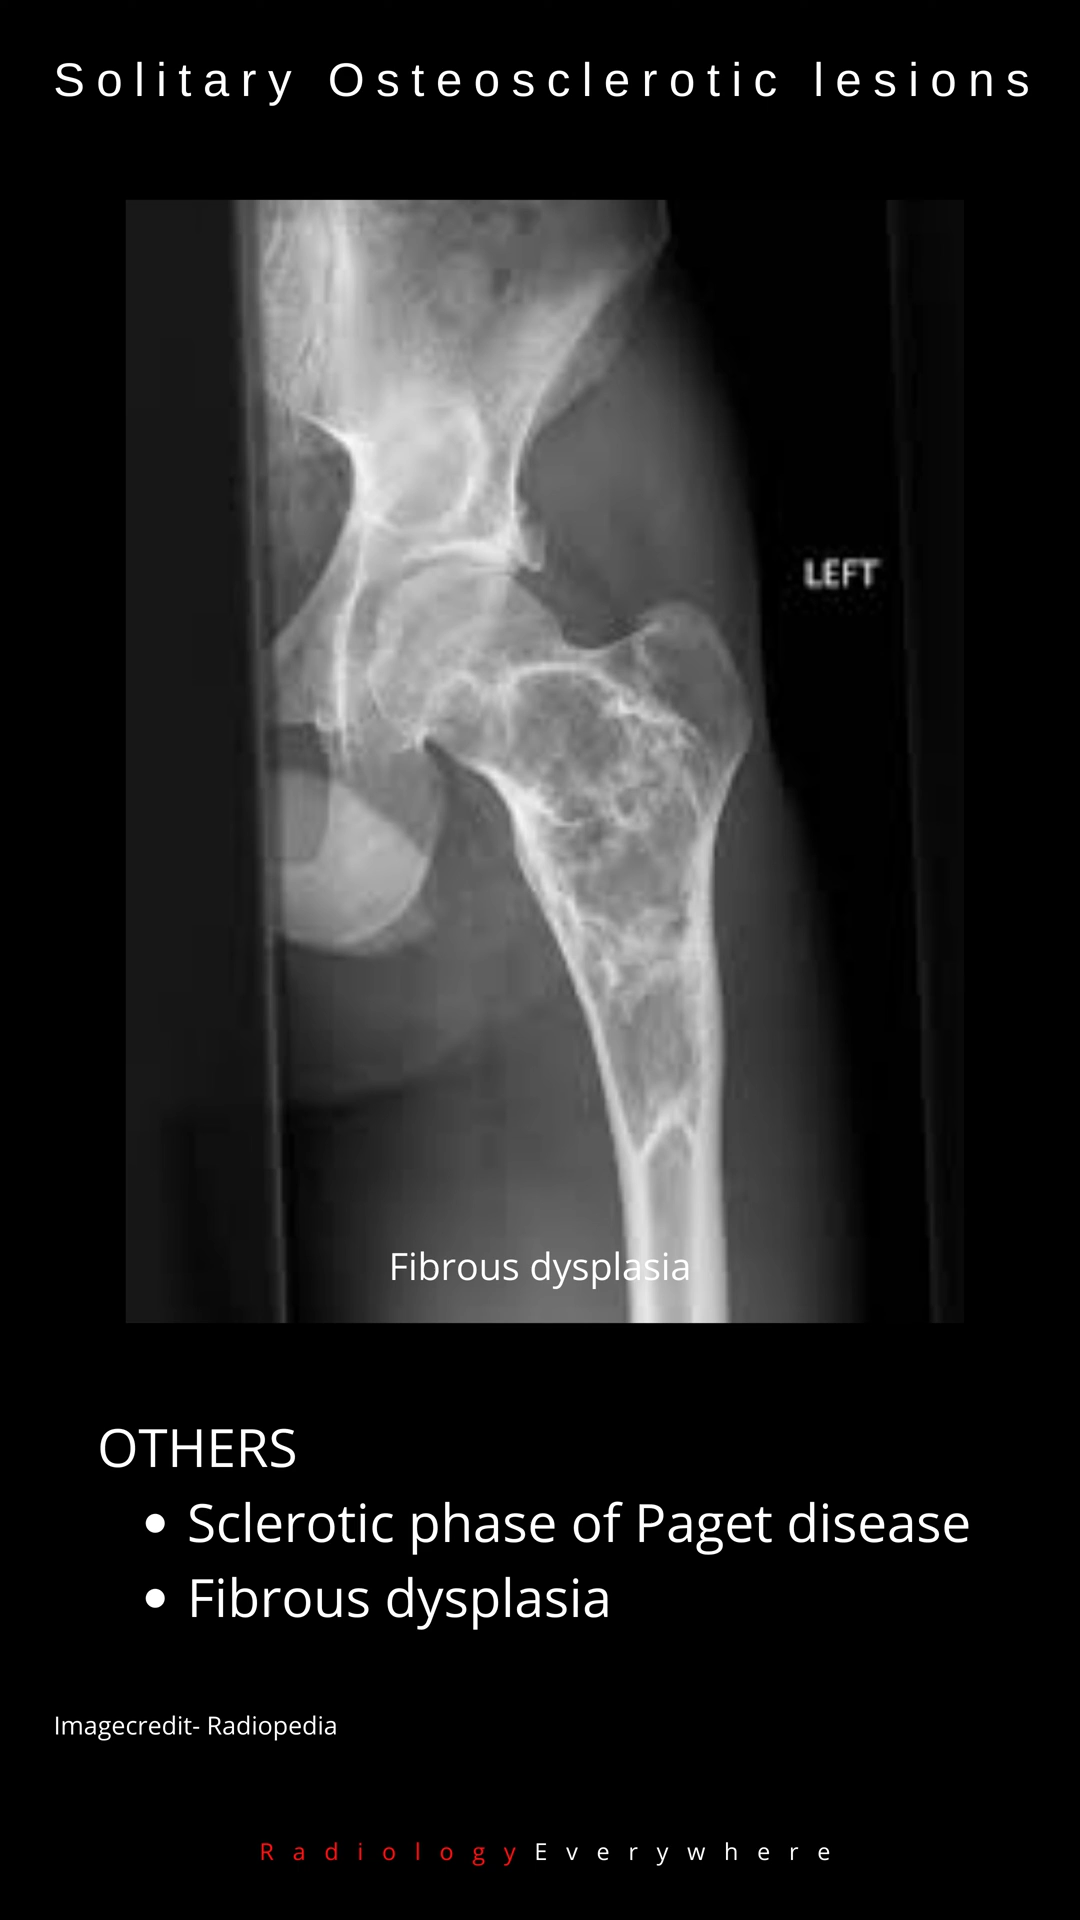 Solitary Osteosclerotic lesions
LEFT
Fibrous dysplasia
OTHERS
• Sclerotic phase of Paget disease
• Fibrous dysplasia
Imagecredit- Radiopedia
Radiology Everywhere